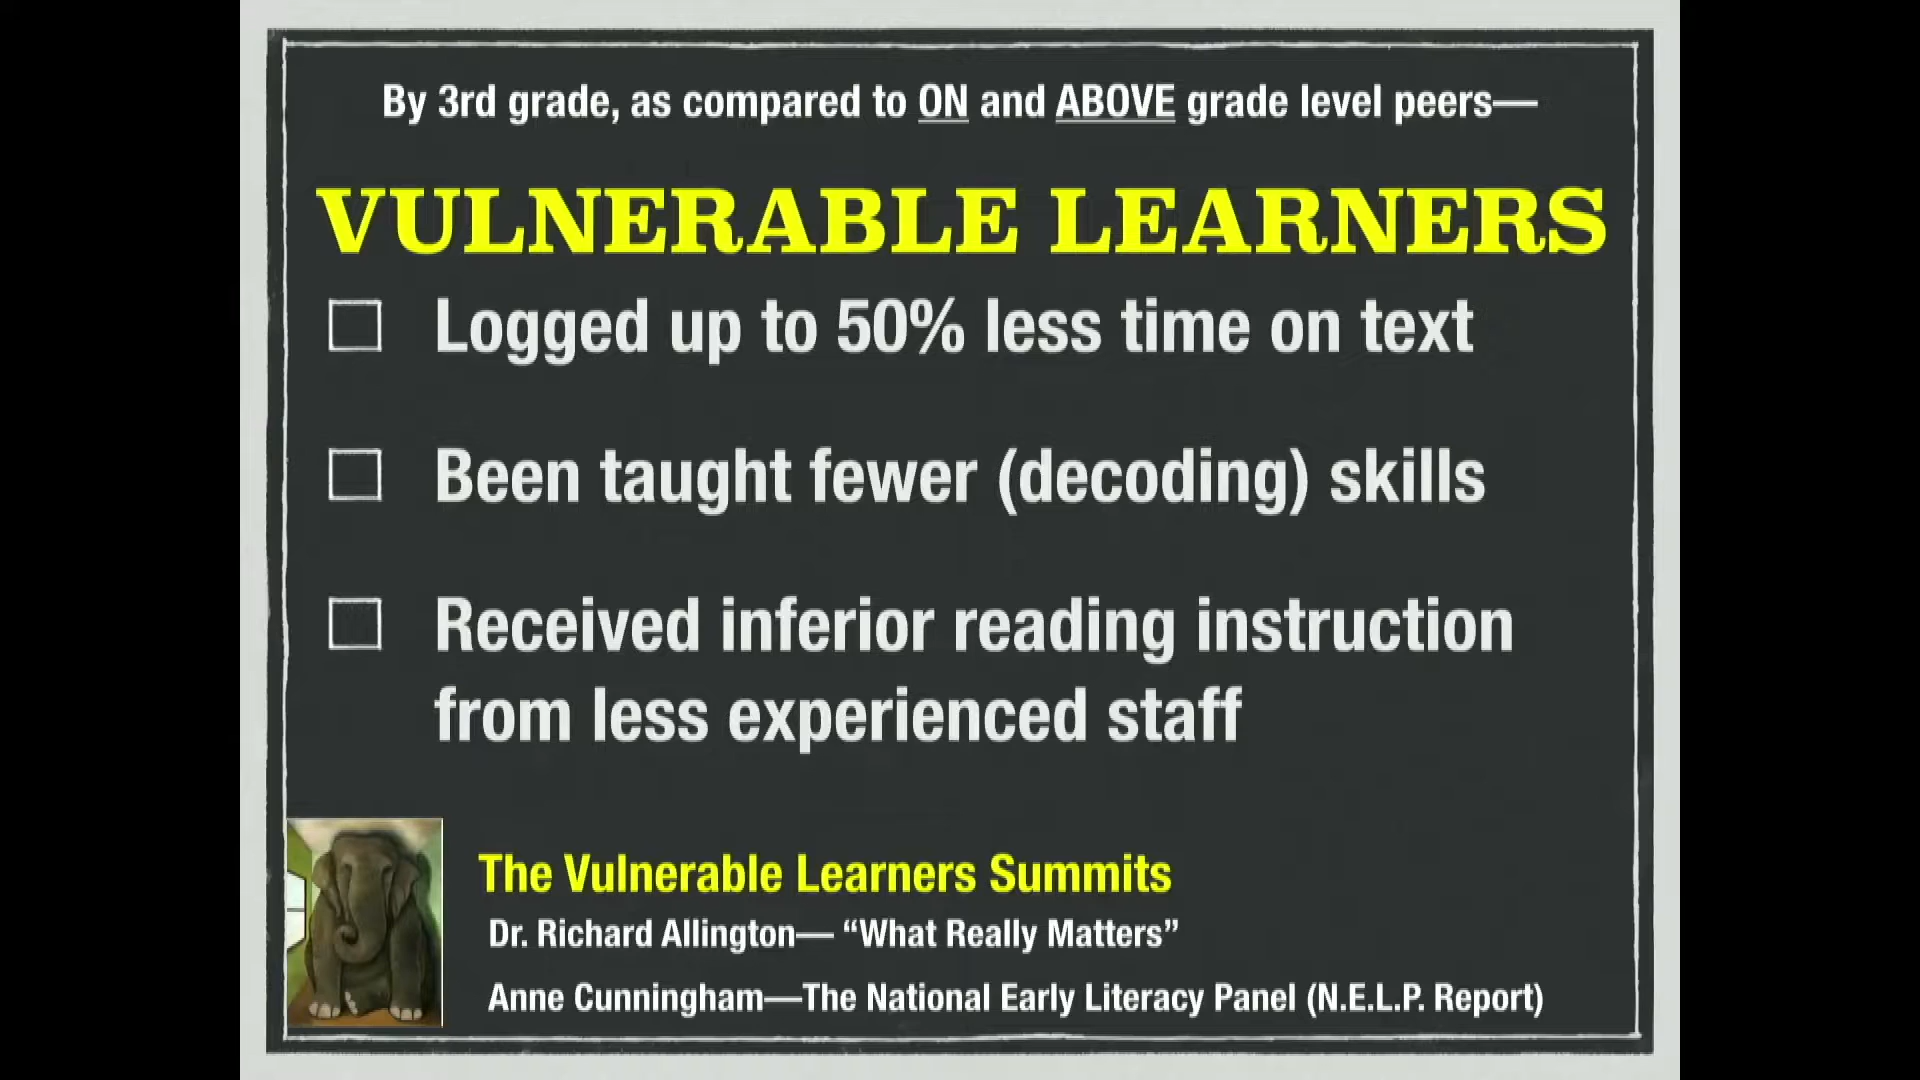 By 3rd grade, as compared to ON and ABOVE grade level peers—
VULNERABLE LEARNERS
Logged up to 50% less time on text
Been taught fewer (decoding) skills
Received inferior reading instruction
from less experienced staff
The Vulnerable Learners Summits
Dr. Richard Allington— “What Really Matters”
Anne Cunningham—The National Early Literacy Panel (N.E.L.P. Report)